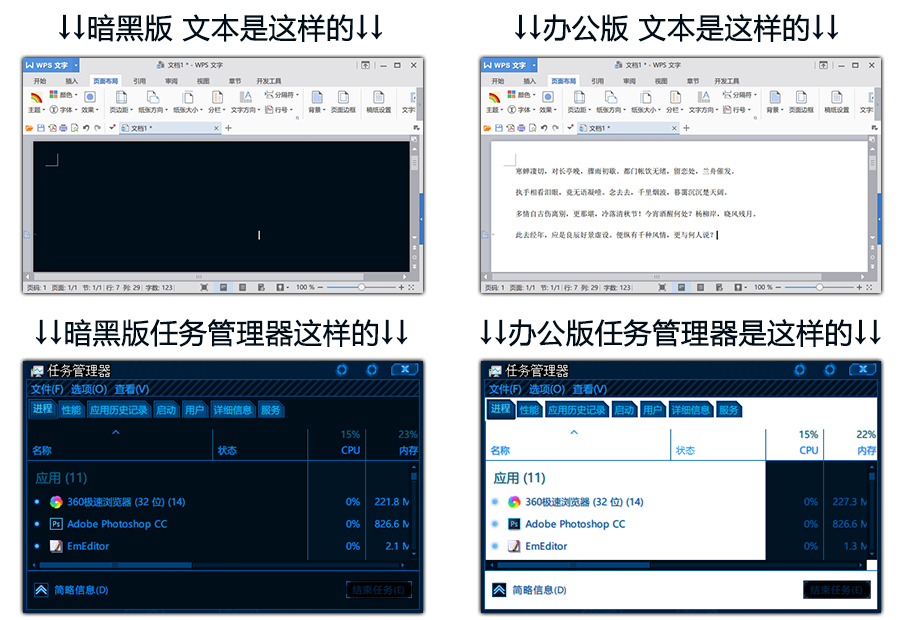 ↓↓暗黑版 文本是这样的↓↓
↓↓办公版 文本是这样的↓↓
WPS 文字
文档1 * - WPS 文字
开始 插入 页面布局 引用 审阅 视图 章节 开发工具
颜色 分隔符
主题 字体 效果 页边距 纸张方向 纸张大小 分栏 文字方向 行号 背景 页面边框 稿纸设置 文字
文档1 *
页码: 1 页面: 1/1 节: 1/1 行: 7 列: 29 字数: 123 100 %
WPS 文字
文档1 * - WPS 文字
开始 插入 页面布局 引用 审阅 视图 章节 开发工具
颜色 分隔符
主题 字体 效果 页边距 纸张方向 纸张大小 分栏 文字方向 行号 背景 页面边框 稿纸设置 文字
文档1 *
寒蝉凄切，对长亭晚，骤雨初歇。都门帐饮无绪，留恋处，兰舟催发。
执手相看泪眼，竟无语凝噎。念去去，千里烟波，暮霭沉沉楚天阔。
多情自古伤离别，更那堪，冷落清秋节！今宵酒醒何处？杨柳岸，晓风残月。
此去经年，应是良辰好景虚设。便纵有千种风情，更与何人说？
页码: 1 页面: 1/1 节: 1/1 行: 7 列: 29 字数: 123 100 %
↓↓暗黑版任务管理器这样的↓↓
↓↓办公版任务管理器是这样的↓↓
任务管理器
文件(F) 选项(O) 查看(V)
进程 性能 应用历史记录 启动 用户 详细信息 服务
15% 23%
名称 状态 CPU 内存
应用 (11)
360极速浏览器 (32 位) (14) 0% 221.8 M
Adobe Photoshop CC 0% 826.6 M
EmEditor 0% 2.1 M
简略信息(D) 结束任务(E)
任务管理器
文件(F) 选项(O) 查看(V)
进程 性能 应用历史记录 启动 用户 详细信息 服务
15% 22%
名称 状态 CPU 内存
应用 (11)
360极速浏览器 (32 位) (14) 0% 227.3 M
Adobe Photoshop CC 0% 826.6 M
EmEditor 0% 1.3 M
简略信息(D) 结束任务(E)